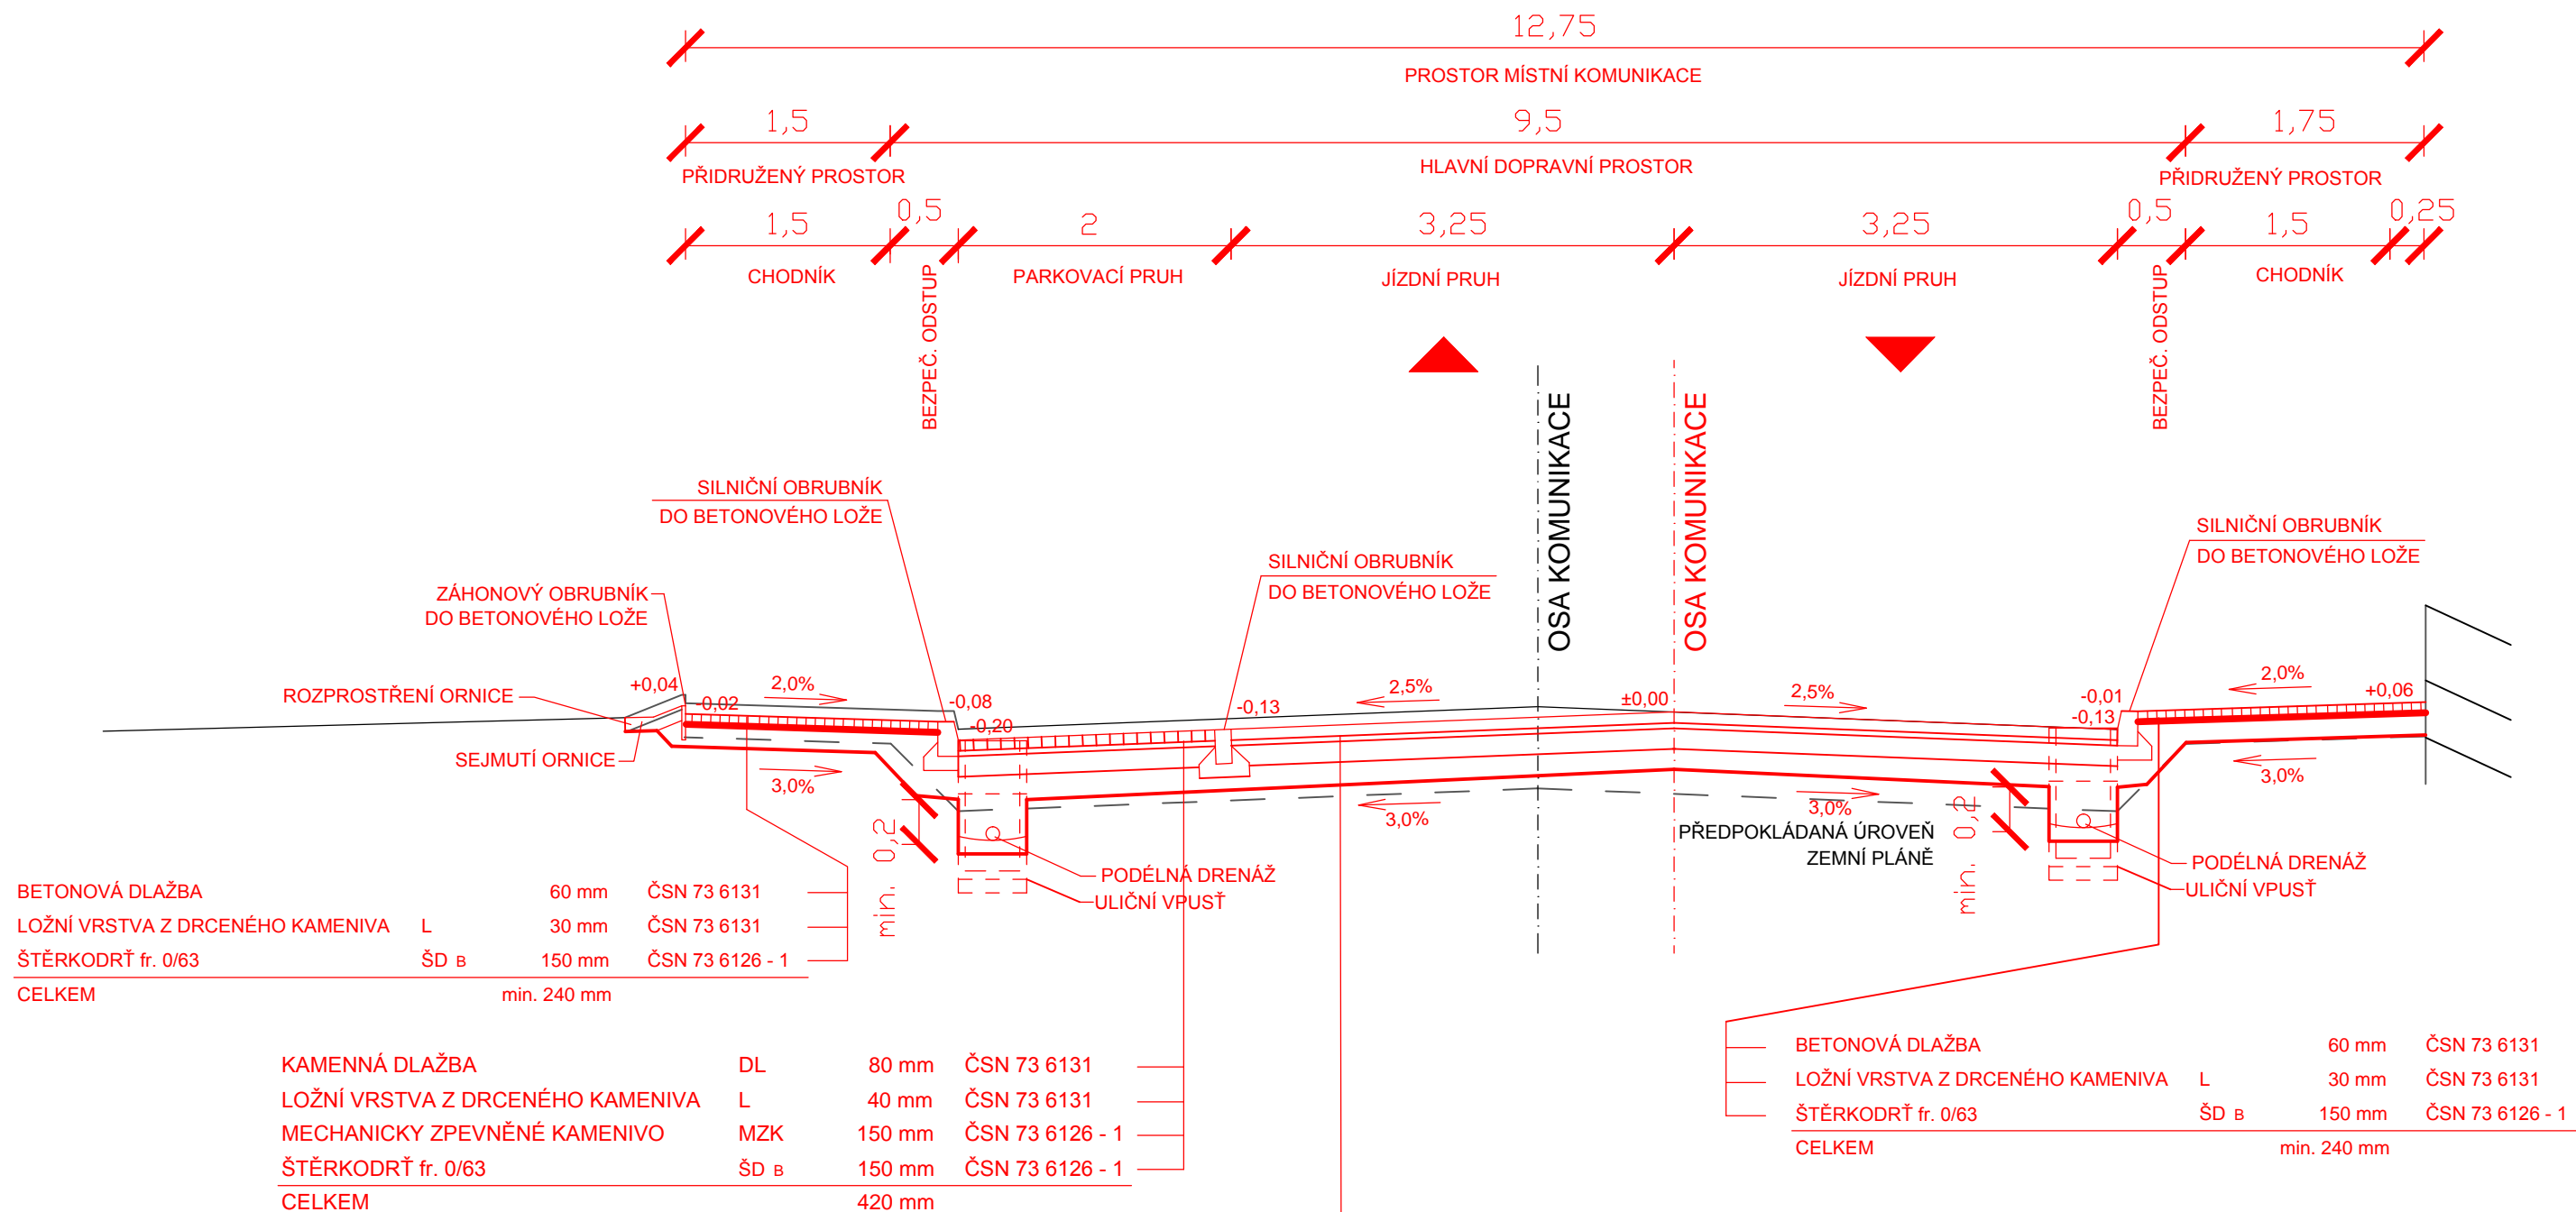 12,75
PROSTOR MÍSTNÍ KOMUNIKACE
1,5 9,5 1,75
PŘIDRUŽENÝ PROSTOR HLAVNÍ DOPRAVNÍ PROSTOR PŘIDRUŽENÝ PROSTOR
1,5 0,5 2 3,25 3,25 0,5 1,5 0,25
CHODNÍK BEZPEČ. ODSTUP PARKOVACÍ PRUH JÍZDNÍ PRUH JÍZDNÍ PRUH BEZPEČ. ODSTUP CHODNÍK
OSA KOMUNIKACE
OSA KOMUNIKACE
SILNIČNÍ OBRUBNÍK
DO BETONOVÉHO LOŽE
SILNIČNÍ OBRUBNÍK
DO BETONOVÉHO LOŽE
SILNIČNÍ OBRUBNÍK
DO BETONOVÉHO LOŽE
ZÁHONOVÝ OBRUBNÍK
DO BETONOVÉHO LOŽE
ROZPROSTŘENÍ ORNICE
SEJMUTÍ ORNICE
+0,04 -0,02 2,0% -0,08 -0,20 -0,13 2,5% ±0,00 2,5% -0,01 -0,13 2,0% +0,06
3,0% 3,0% 3,0% 3,0%
min. 0,2
min. 0,2
PŘEDPOKLÁDANÁ ÚROVEŇ
ZEMNÍ PLÁNĚ
PODÉLNÁ DRENÁŽ
ULIČNÍ VPUSŤ
PODÉLNÁ DRENÁŽ
ULIČNÍ VPUSŤ
BETONOVÁ DLAŽBA 60 mm ČSN 73 6131
LOŽNÍ VRSTVA Z DRCENÉHO KAMENIVA L 30 mm ČSN 73 6131
ŠTĚRKODRŤ fr. 0/63 ŠD B 150 mm ČSN 73 6126 - 1
CELKEM min. 240 mm
KAMENNÁ DLAŽBA DL 80 mm ČSN 73 6131
LOŽNÍ VRSTVA Z DRCENÉHO KAMENIVA L 40 mm ČSN 73 6131
MECHANICKY ZPEVNĚNÉ KAMENIVO MZK 150 mm ČSN 73 6126 - 1
ŠTĚRKODRŤ fr. 0/63 ŠD B 150 mm ČSN 73 6126 - 1
CELKEM 420 mm
BETONOVÁ DLAŽBA 60 mm ČSN 73 6131
LOŽNÍ VRSTVA Z DRCENÉHO KAMENIVA L 30 mm ČSN 73 6131
ŠTĚRKODRŤ fr. 0/63 ŠD B 150 mm ČSN 73 6126 - 1
CELKEM min. 240 mm